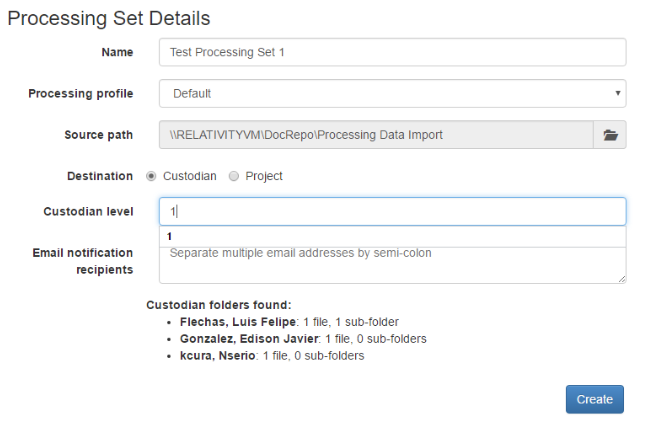 Processing Set Details
Name
Test Processing Set 1
Processing profile
Default
Source path
\\RELATIVITYVM\DocRepo\Processing Data Import
Destination
Custodian
Project
Custodian level
1
1
Email notification
recipients
Separate multiple email addresses by semi-colon
Custodian folders found:
• Flechas, Luis Felipe: 1 file, 1 sub-folder
• Gonzalez, Edison Javier: 1 file, 0 sub-folders
• kcura, Nserio: 1 file, 0 sub-folders
Create